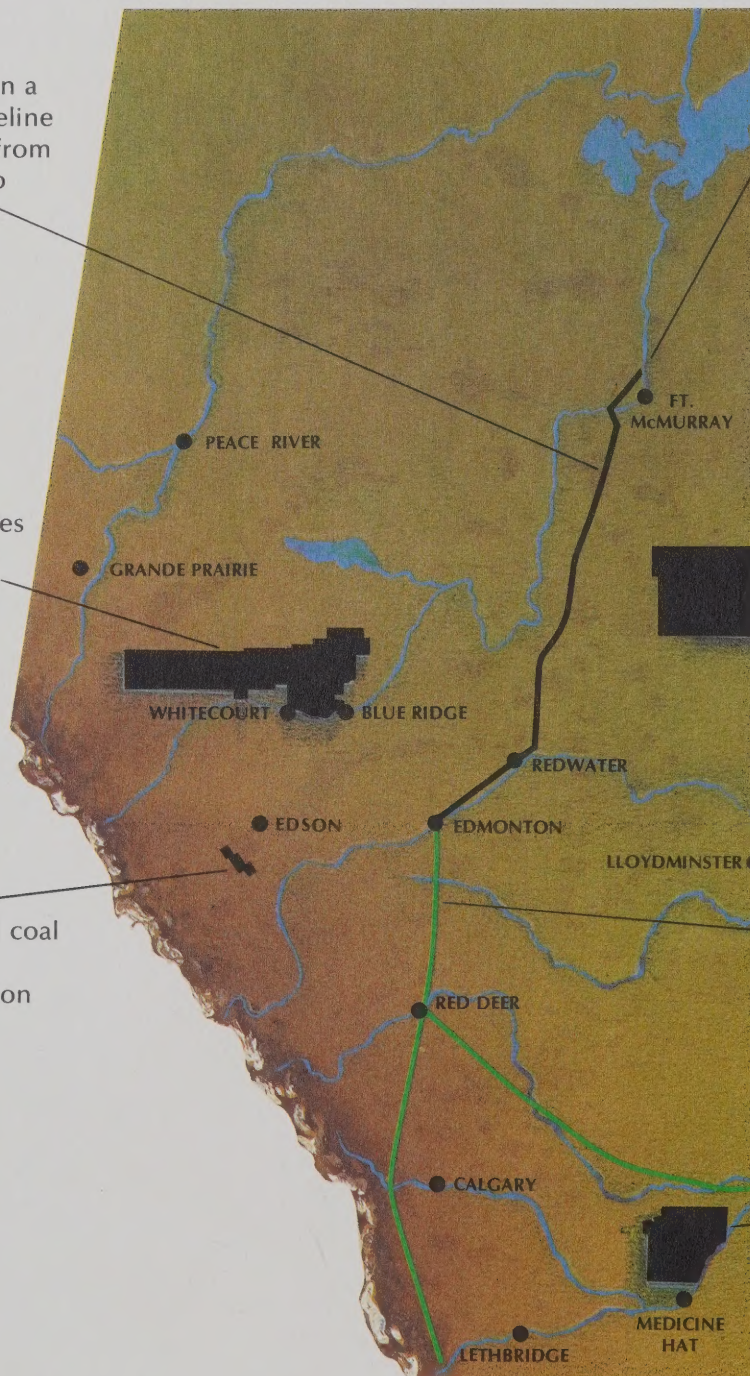 n a
eline
from
o
FT.
McMURRAY
PEACE RIVER
es
GRANDE PRAIRIE
WHITECOURT
BLUE RIDGE
REDWATER
EDSON
EDMONTON
LLOYDMINSTER
coal
on
RED DEER
CALGARY
MEDICINE
HAT
LETHBRIDGE